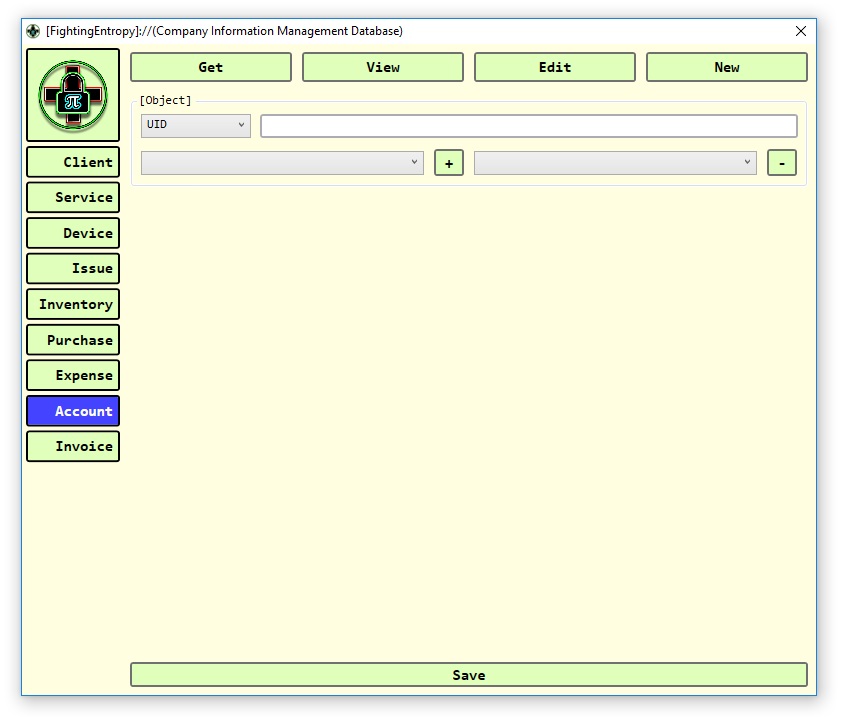 [FightingEntropy]://(Company Information Management Database)
π
Get View Edit New
[Object]
UID
+ -
Client
Service
Device
Issue
Inventory
Purchase
Expense
Account
Invoice
Save